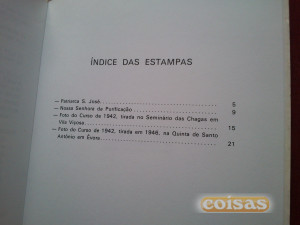 ÍNDICE DAS ESTAMPAS
— Patriarca S. José 5
— Nossa Senhora da Purificação 9
— Foto do Curso de 1942, tirada no Seminário das Chagas em
Vila Viçosa 15
— Foto do Curso de 1942, tirada em 1946, na Quinta de Santo
António em Évora 21
coisas